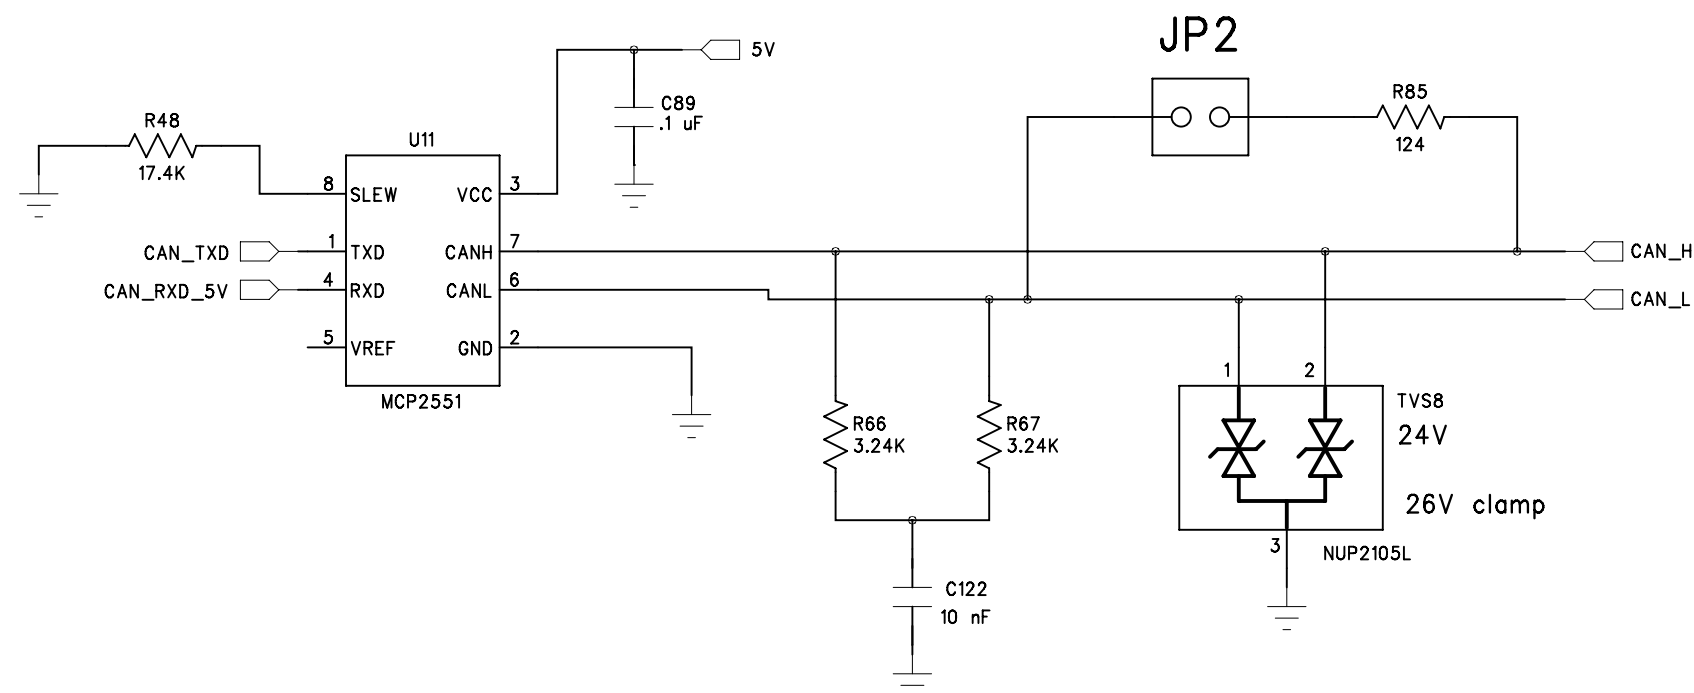 JP2
5V
C89
.1 uF
R85
124
R48
17.4K
U11
8 SLEW
VCC 3
CAN_TXD
1 TXD
CANH 7
CAN_H
CAN_RXD_5V
4 RXD
CANL 6
CAN_L
5 VREF
GND 2
MCP2551
R66
3.24K
R67
3.24K
1
2
TVS8
24V
26V clamp
3
NUP2105L
C122
10 nF